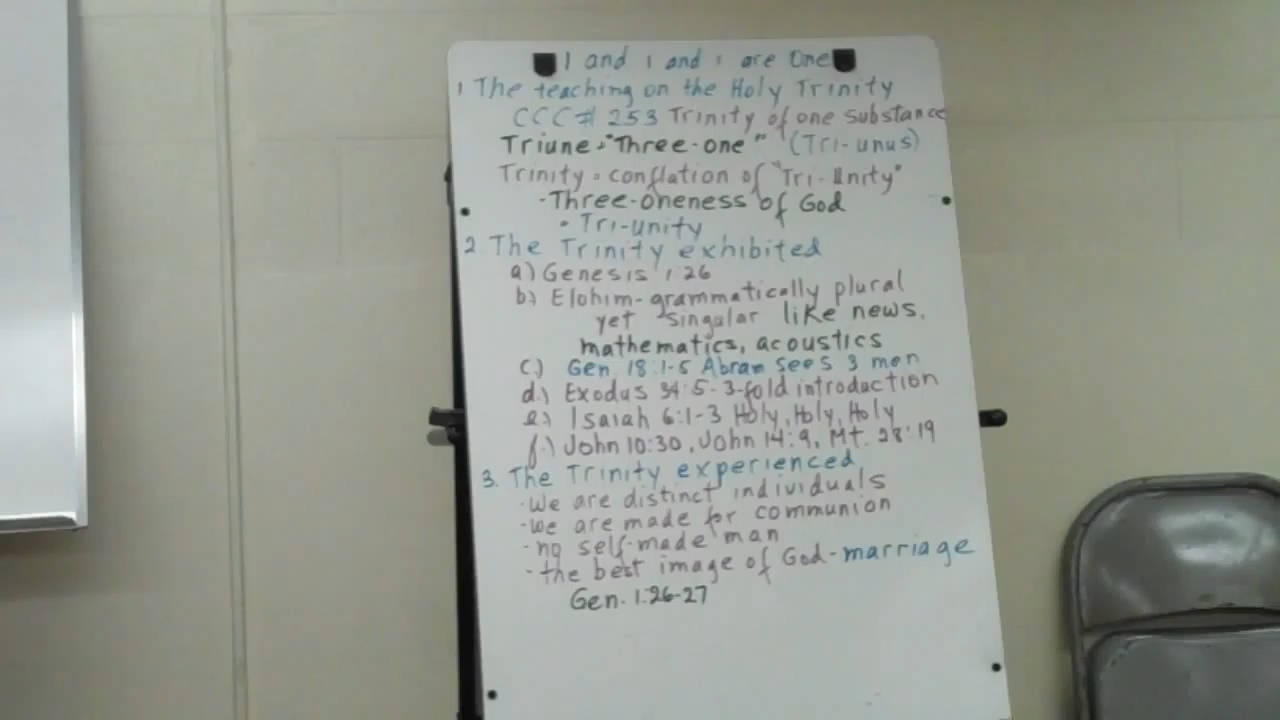 1 and 1 and 1 are One
1. The teaching on the Holy Trinity
CCC# 253 Trinity of one substance
Triune = "Three-one" (Tri-unus)
Trinity = conflation of "Tri-Unity"
- Three-oneness of God
= Tri-unity
2. The Trinity exhibited
a) Genesis 1:26
b) Elohim - grammatically plural
yet singular like news,
mathematics, acoustics
c.) Gen. 18:1-5 Abram sees 3 men
d.) Exodus 34:5 - 3-fold introduction
e.) Isaiah 6:1-3 Holy, Holy, Holy
f.) John 10:30, John 14:9, Mt. 28:19
3. The Trinity experienced
- We are distinct individuals
- we are made for communion
- no self-made man
- the best image of God - marriage
Gen. 1:26-27